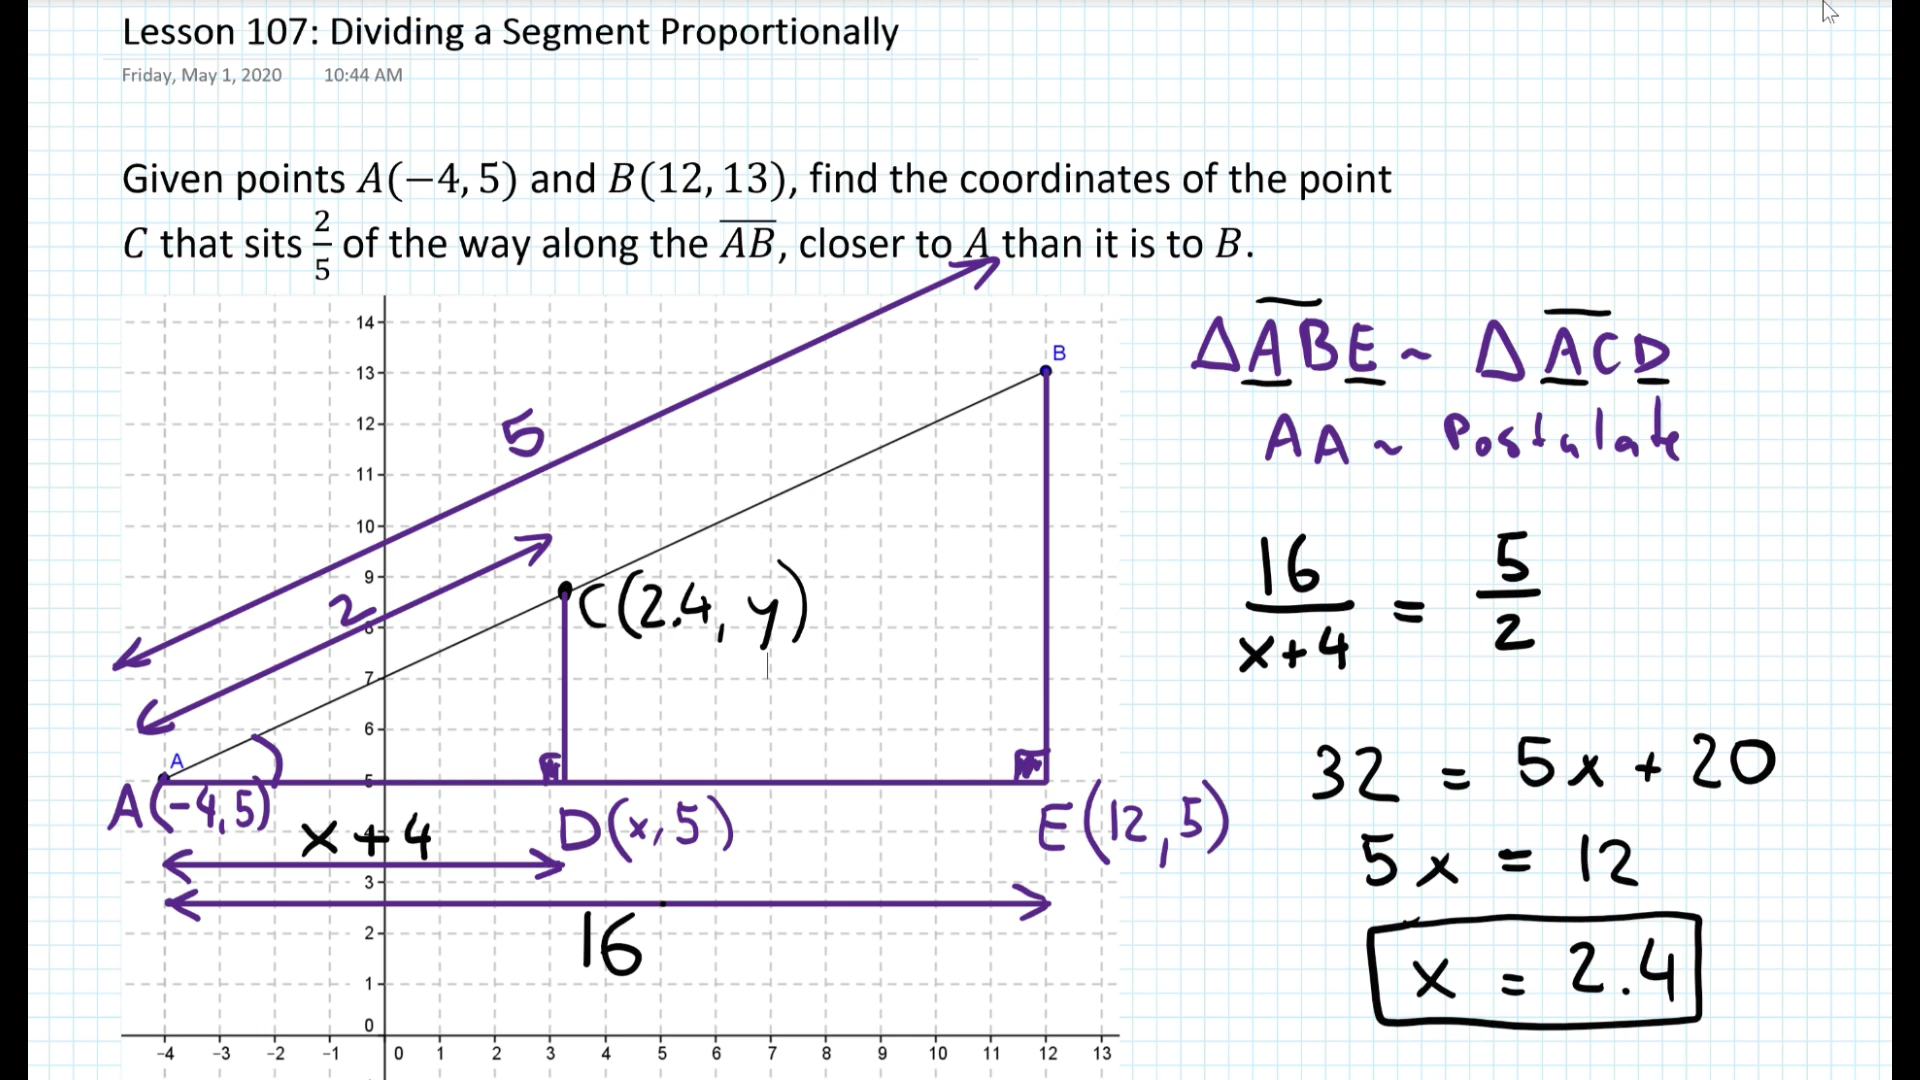 Lesson 107: Dividing a Segment Proportionally
Friday, May 1, 2020 10:44 AM
Given points A(−4, 5) and B(12, 13), find the coordinates of the point
C that sits 2/5 of the way along the AB, closer to A than it is to B.
14
13
12
11
10
9
8
7
6
5
4
3
2
1
0
−4 −3 −2 −1 0 1 2 3 4 5 6 7 8 9 10 11 12 13
B
5
2
C(2.4, y)
A
A(−4,5)
D(x,5)
E(12,5)
x+4
16
△ABE ~ △ACD
AA ~ Postulate
16/x+4 = 5/2
32 = 5x + 20
5x = 12
x = 2.4